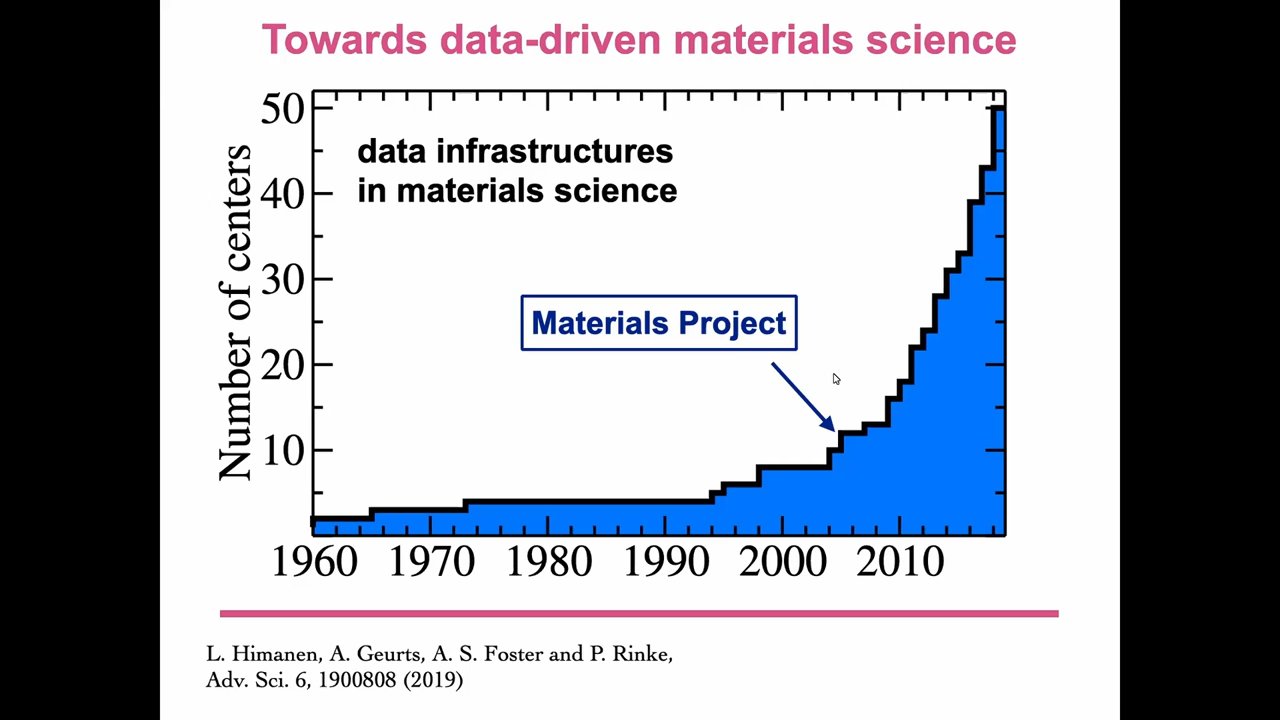 Towards data-driven materials science
50
40
30
20
10
Number of centers
data infrastructures
in materials science
Materials Project
1960 1970 1980 1990 2000 2010
L. Himanen, A. Geurts, A. S. Foster and P. Rinke,
Adv. Sci. 6, 1900808 (2019)